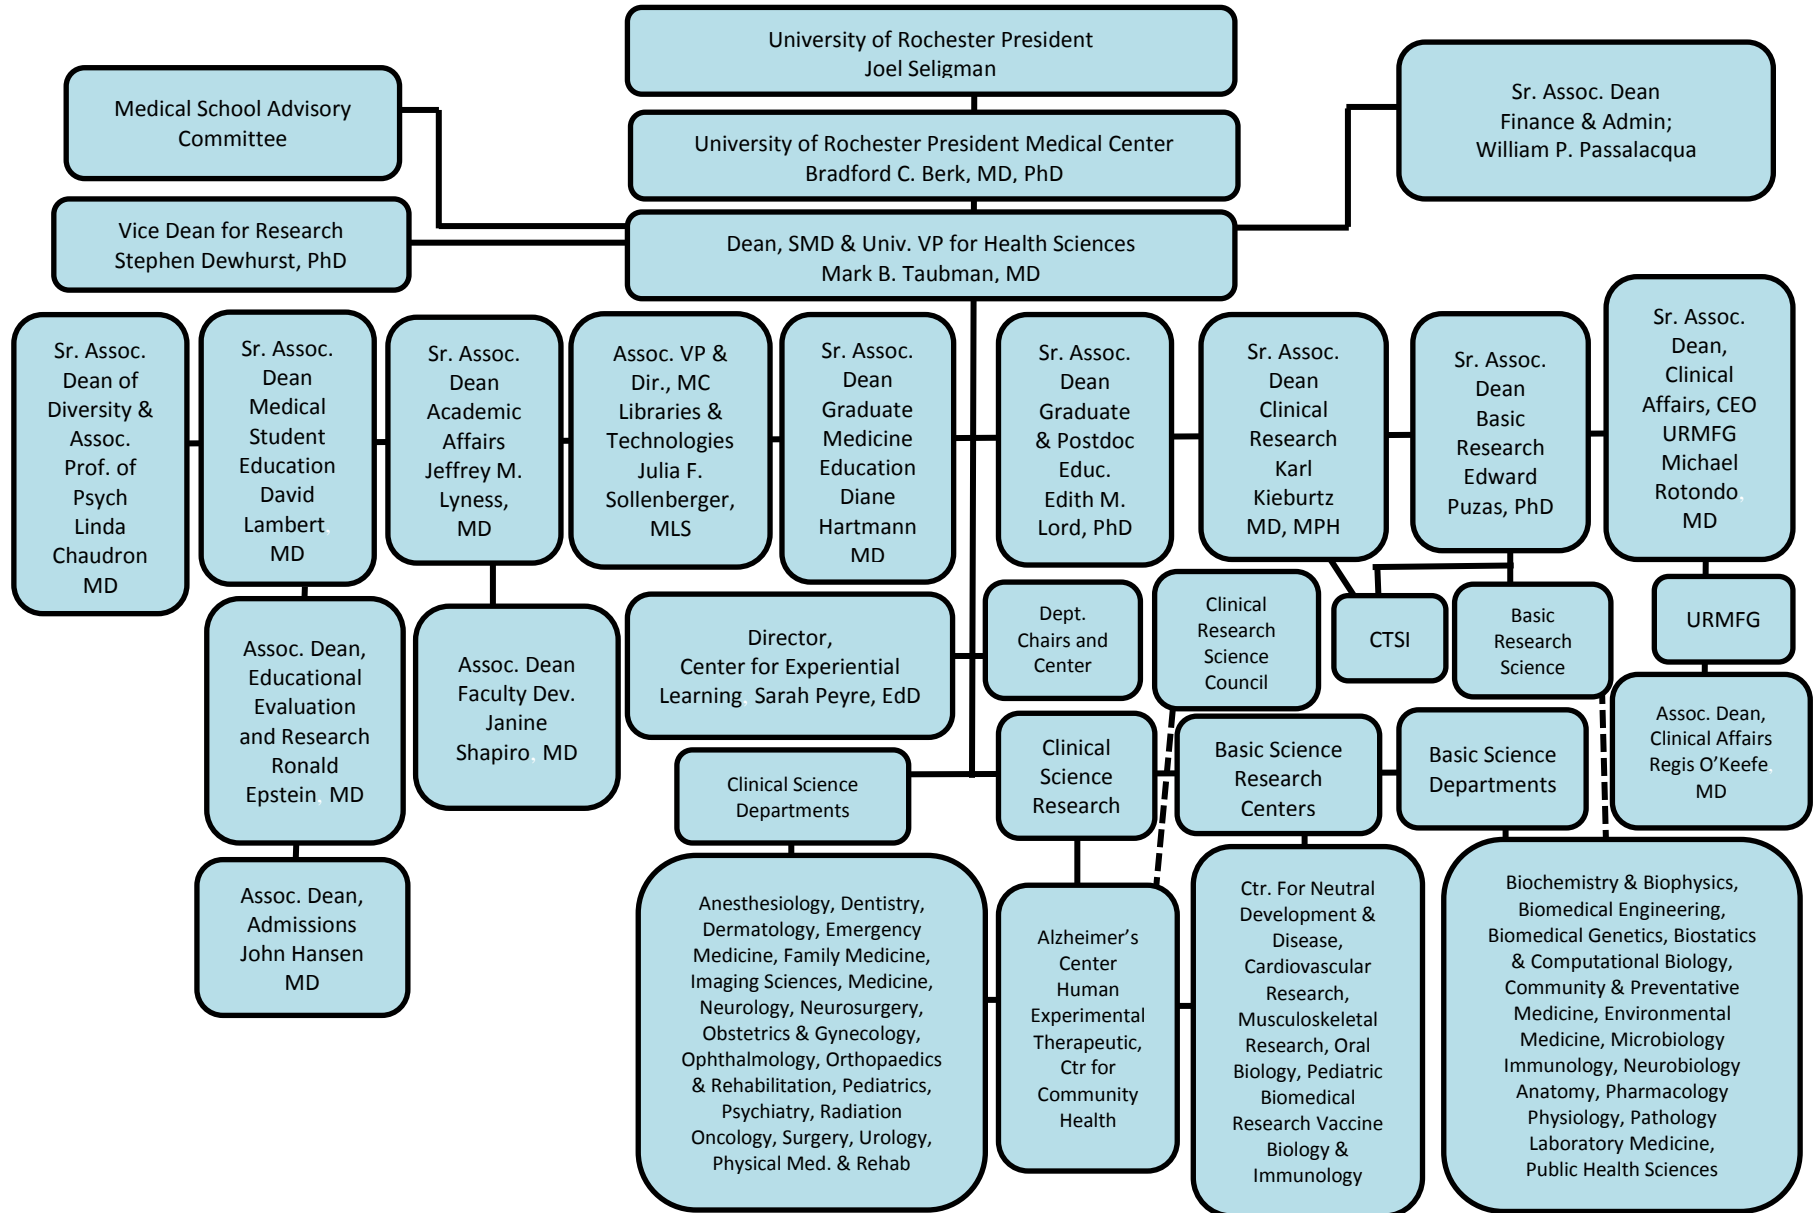 University of Rochester President
Joel Seligman
Medical School Advisory
Committee
University of Rochester President Medical Center
Bradford C. Berk, MD, PhD
Sr. Assoc. Dean
Finance & Admin;
William P. Passalacqua
Vice Dean for Research
Stephen Dewhurst, PhD
Dean, SMD & Univ. VP for Health Sciences
Mark B. Taubman, MD
Sr. Assoc.
Dean of
Diversity &
Assoc.
Prof. of
Psych
Linda
Chaudron
MD
Sr. Assoc.
Dean
Medical
Student
Education
David
Lambert,
MD
Sr. Assoc.
Dean
Academic
Affairs
Jeffrey M.
Lyness,
MD
Assoc. VP &
Dir., MC
Libraries &
Technologies
Julia F.
Sollenberger,
MLS
Sr. Assoc.
Dean
Graduate
Medicine
Education
Diane
Hartmann
MD
Sr. Assoc.
Dean
Graduate
& Postdoc
Educ.
Edith M.
Lord, PhD
Sr. Assoc.
Dean
Clinical
Research
Karl
Kieburtz
MD, MPH
Sr. Assoc.
Dean
Basic
Research
Edward
Puzas, PhD
Sr. Assoc.
Dean,
Clinical
Affairs, CEO
URMFG
Michael
Rotondo,
MD
Assoc. Dean,
Educational
Evaluation
and Research
Ronald
Epstein, MD
Assoc. Dean
Faculty Dev.
Janine
Shapiro, MD
Director,
Center for Experiential
Learning, Sarah Peyre, EdD
Dept.
Chairs and
Center
Clinical
Research
Science
Council
CTSI
Basic
Research
Science
URMFG
Assoc. Dean,
Clinical Affairs
Regis O’Keefe,
MD
Clinical Science
Departments
Clinical
Science
Research
Basic Science
Research
Centers
Basic Science
Departments
Assoc. Dean,
Admissions
John Hansen
MD
Anesthesiology, Dentistry,
Dermatology, Emergency
Medicine, Family Medicine,
Imaging Sciences, Medicine,
Neurology, Neurosurgery,
Obstetrics & Gynecology,
Ophthalmology, Orthopaedics
& Rehabilitation, Pediatrics,
Psychiatry, Radiation
Oncology, Surgery, Urology,
Physical Med. & Rehab
Alzheimer’s
Center
Human
Experimental
Therapeutic,
Ctr for
Community
Health
Ctr. For Neutral
Development &
Disease,
Cardiovascular
Research,
Musculoskeletal
Research, Oral
Biology, Pediatric
Biomedical
Research Vaccine
Biology &
Immunology
Biochemistry & Biophysics,
Biomedical Engineering,
Biomedical Genetics, Biostatics
& Computational Biology,
Community & Preventative
Medicine, Environmental
Medicine, Microbiology
Immunology, Neurobiology
Anatomy, Pharmacology
Physiology, Pathology
Laboratory Medicine,
Public Health Sciences